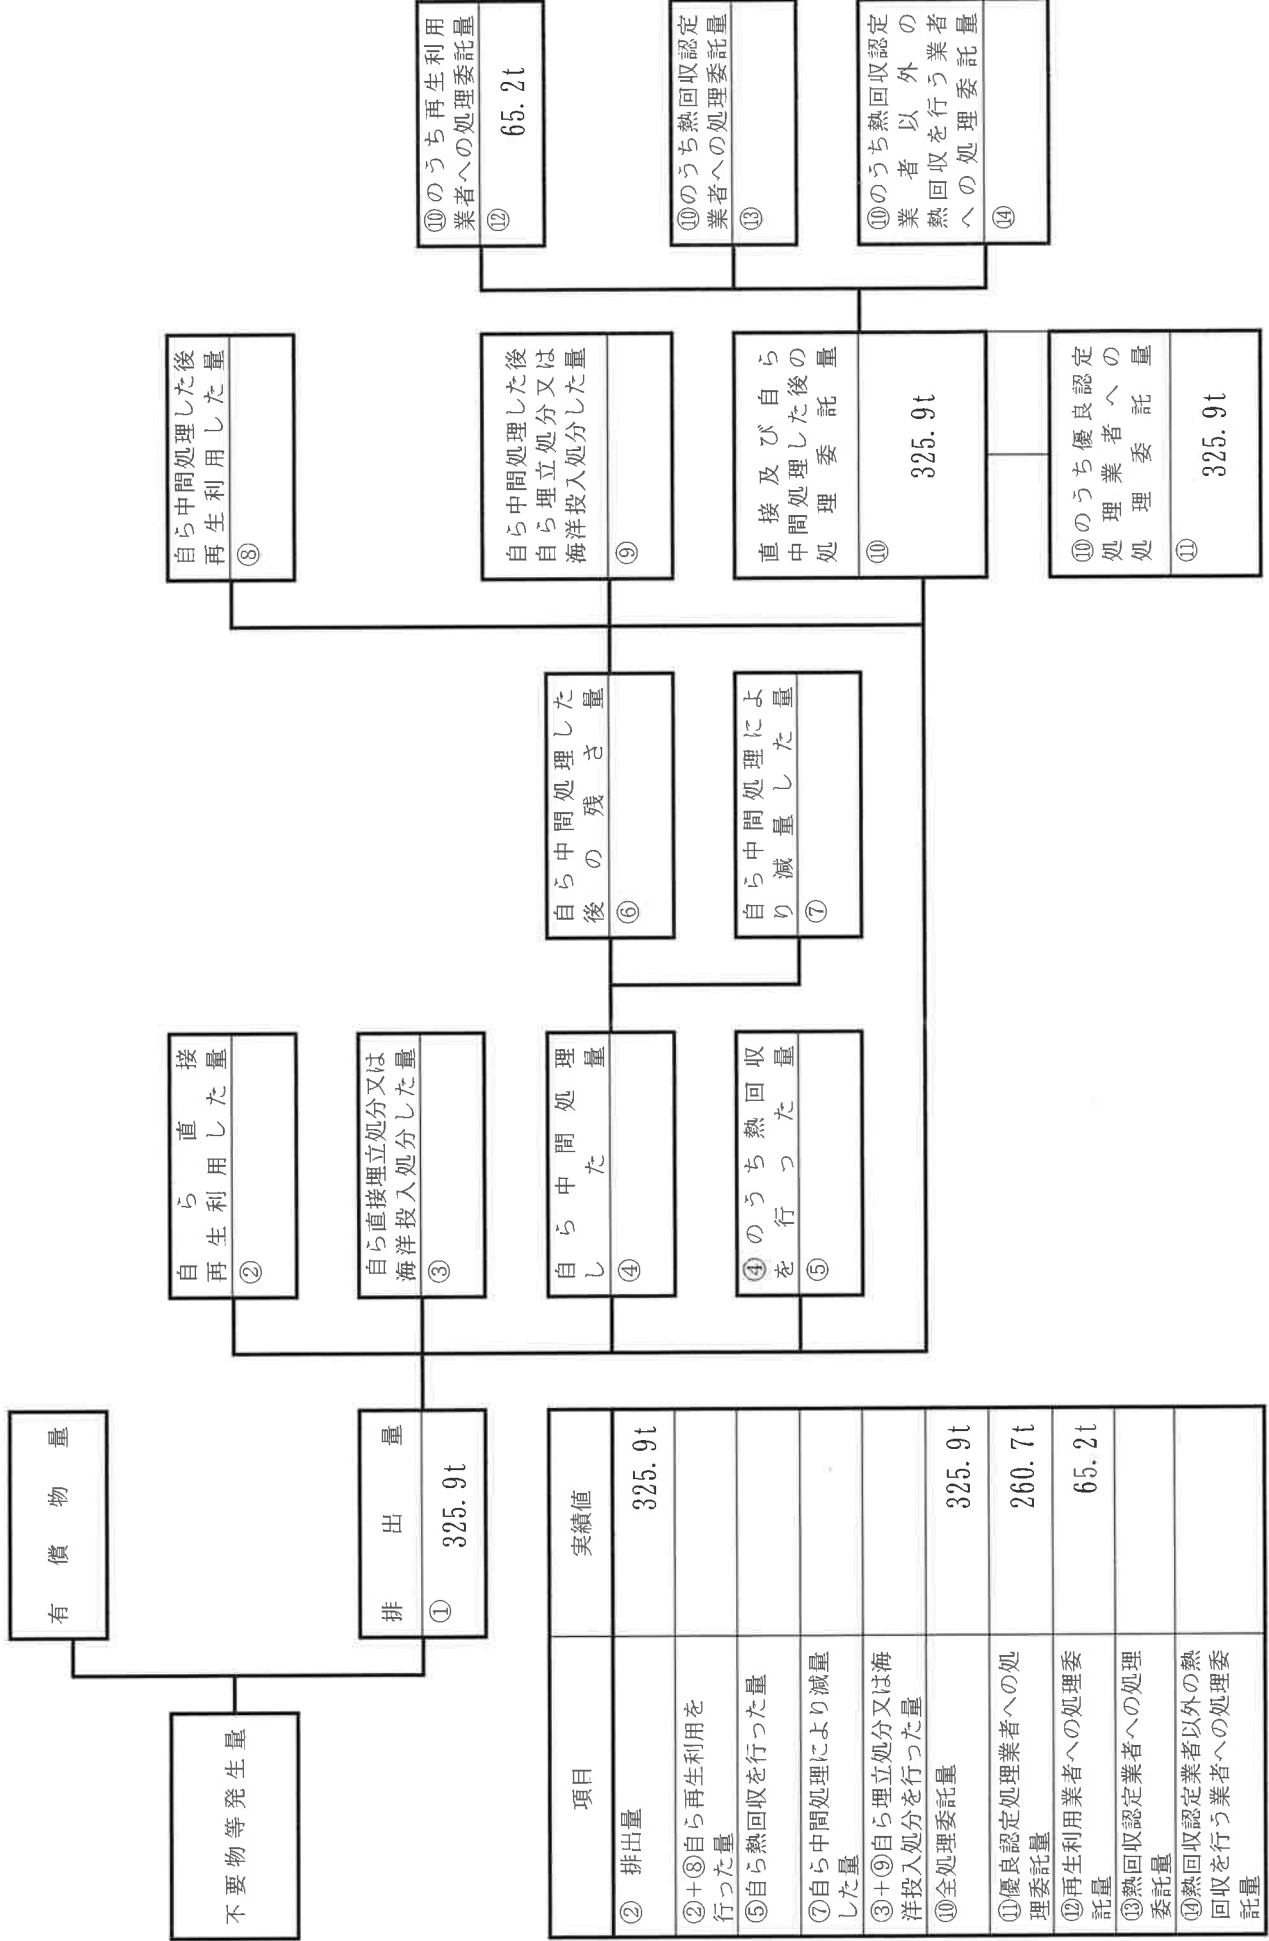 不要物等発生量
有償物量
排出量
① 325.9t
自ら直接
再生利用した量
②
自ら直接埋立処分又は
海洋投入処分した量
③
自ら中間処理
した量
④
④のうち熱回収
を行った量
⑤
自ら中間処理した
後の残さ量
⑥
自ら中間処理によ
り減量した量
⑦
自ら中間処理した後
再生利用した量
⑧
自ら中間処理した後
自ら埋立処分又は
海洋投入処分した量
⑨
直接及び自ら
中間処理した後の
処理委託量
⑩
325.9t
⑩のうち優良認定
処理業者への
処理委託量
⑪
325.9t
⑩のうち再生利用
業者への処理委託量
⑫ 65.2t
⑩のうち熱回収認定
業者への処理委託量
⑬
⑩のうち熱回収認定
業者以外の
熱回収を行う業者
への処理委託量
⑭
項目 実績値
② 排出量 325.9t
②+⑧自ら再生利用を
行った量
⑤自ら熱回収を行った量
⑦自ら中間処理により減量
した量
③+⑨自ら埋立処分又は海
洋投入処分を行った量
⑩全処理委託量 325.9t
⑪優良認定処理業者への処
理委託量 260.7t
⑫再生利用業者への処理委
託量 65.2t
⑬熱回収認定業者への処理
委託量
⑭熱回収認定業者以外の熱
回収を行う業者への処理委
託量